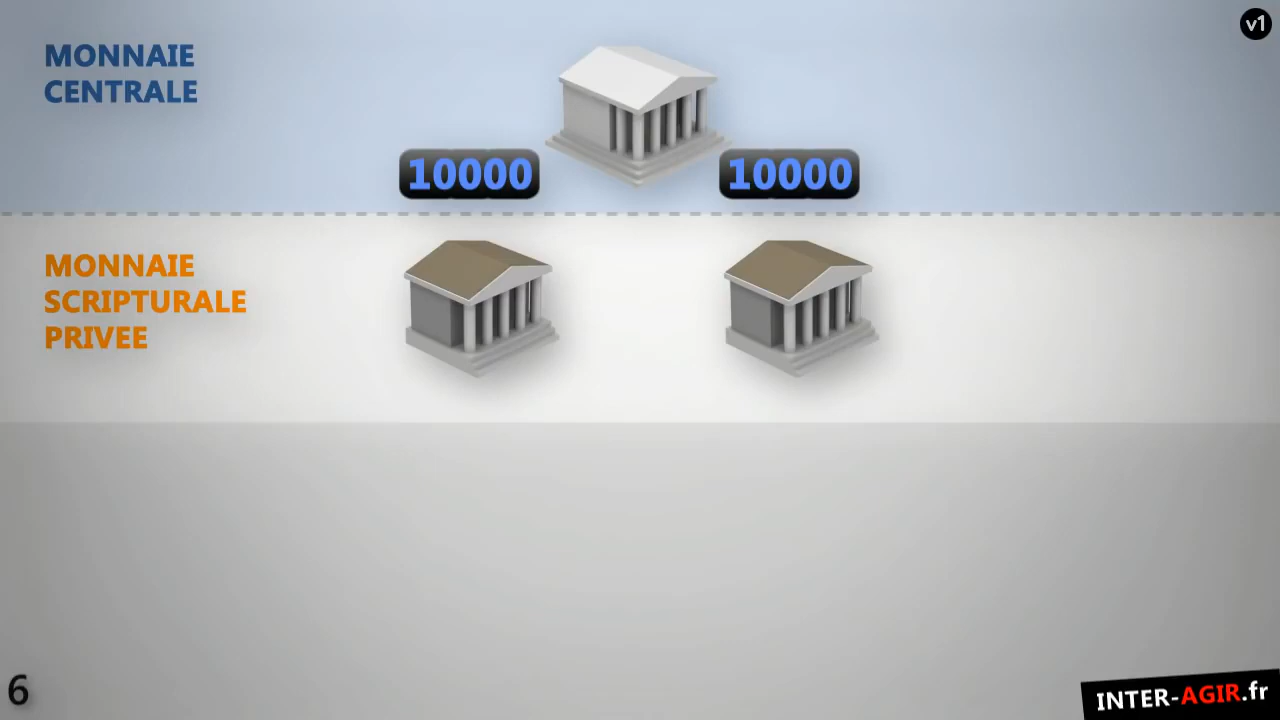 v1
MONNAIE
CENTRALE
10000
10000
MONNAIE
SCRIPTURALE
PRIVEE
6
INTER-AGIR.fr